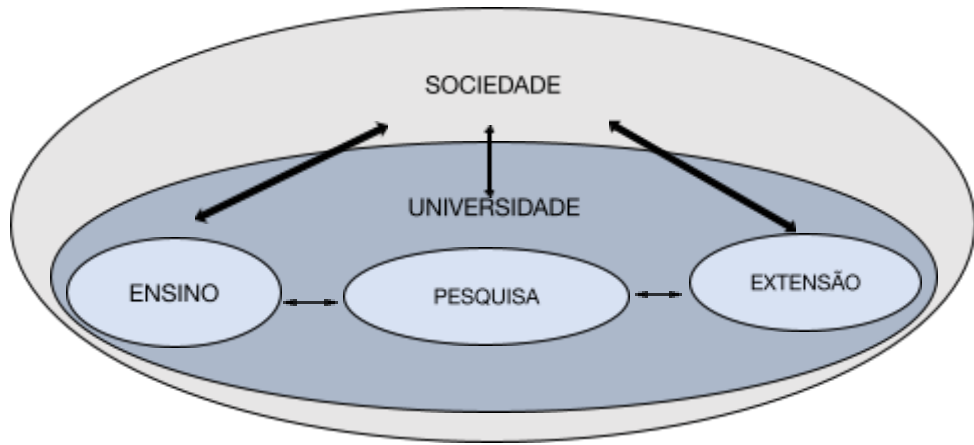 SOCIEDADE
UNIVERSIDADE
ENSINO
PESQUISA
EXTENSÃO